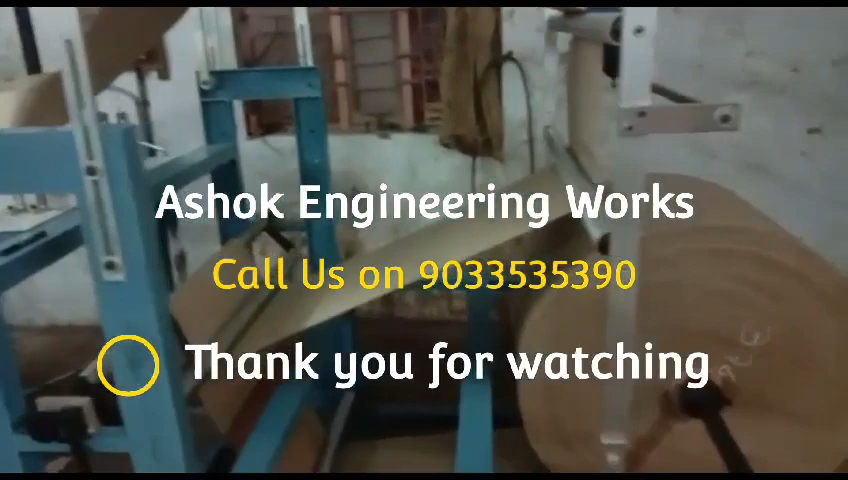 Ashok Engineering Works
Call Us on 9033535390
Thank you for watching